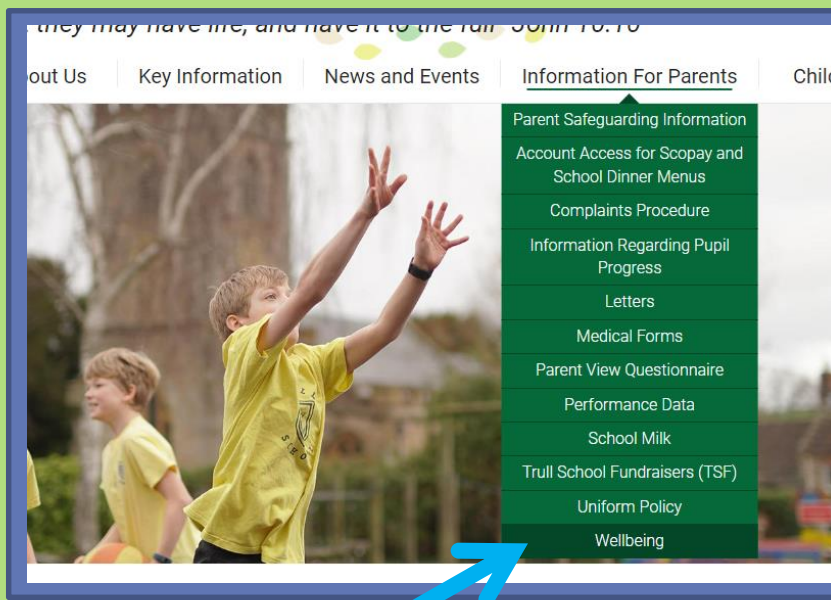 they may have life, and have it to the full" John 10:10
out Us
Key Information
News and Events
Information For Parents
Parent Safeguarding Information
Account Access for Scopay and
School Dinner Menus
Complaints Procedure
Information Regarding Pupil
Progress
Letters
Medical Forms
Parent View Questionnaire
Performance Data
School Milk
Trull School Fundraisers (TSF)
Uniform Policy
Wellbeing